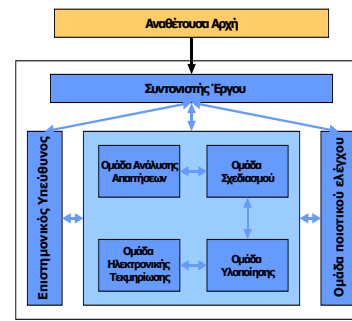 Αναθέτουσα Αρχή
Συντονιστής Έργου
Επιστημονικός Υπεύθυνος
Ομάδα Ανάλυσης
Απαιτήσεων
Ομάδα
Σχεδιασμού
Ομάδα
Ηλεκτρονικής
Τεκμηρίωσης
Ομάδα
Υλοποίησης
Ομάδα ποιοτικού ελέγχου